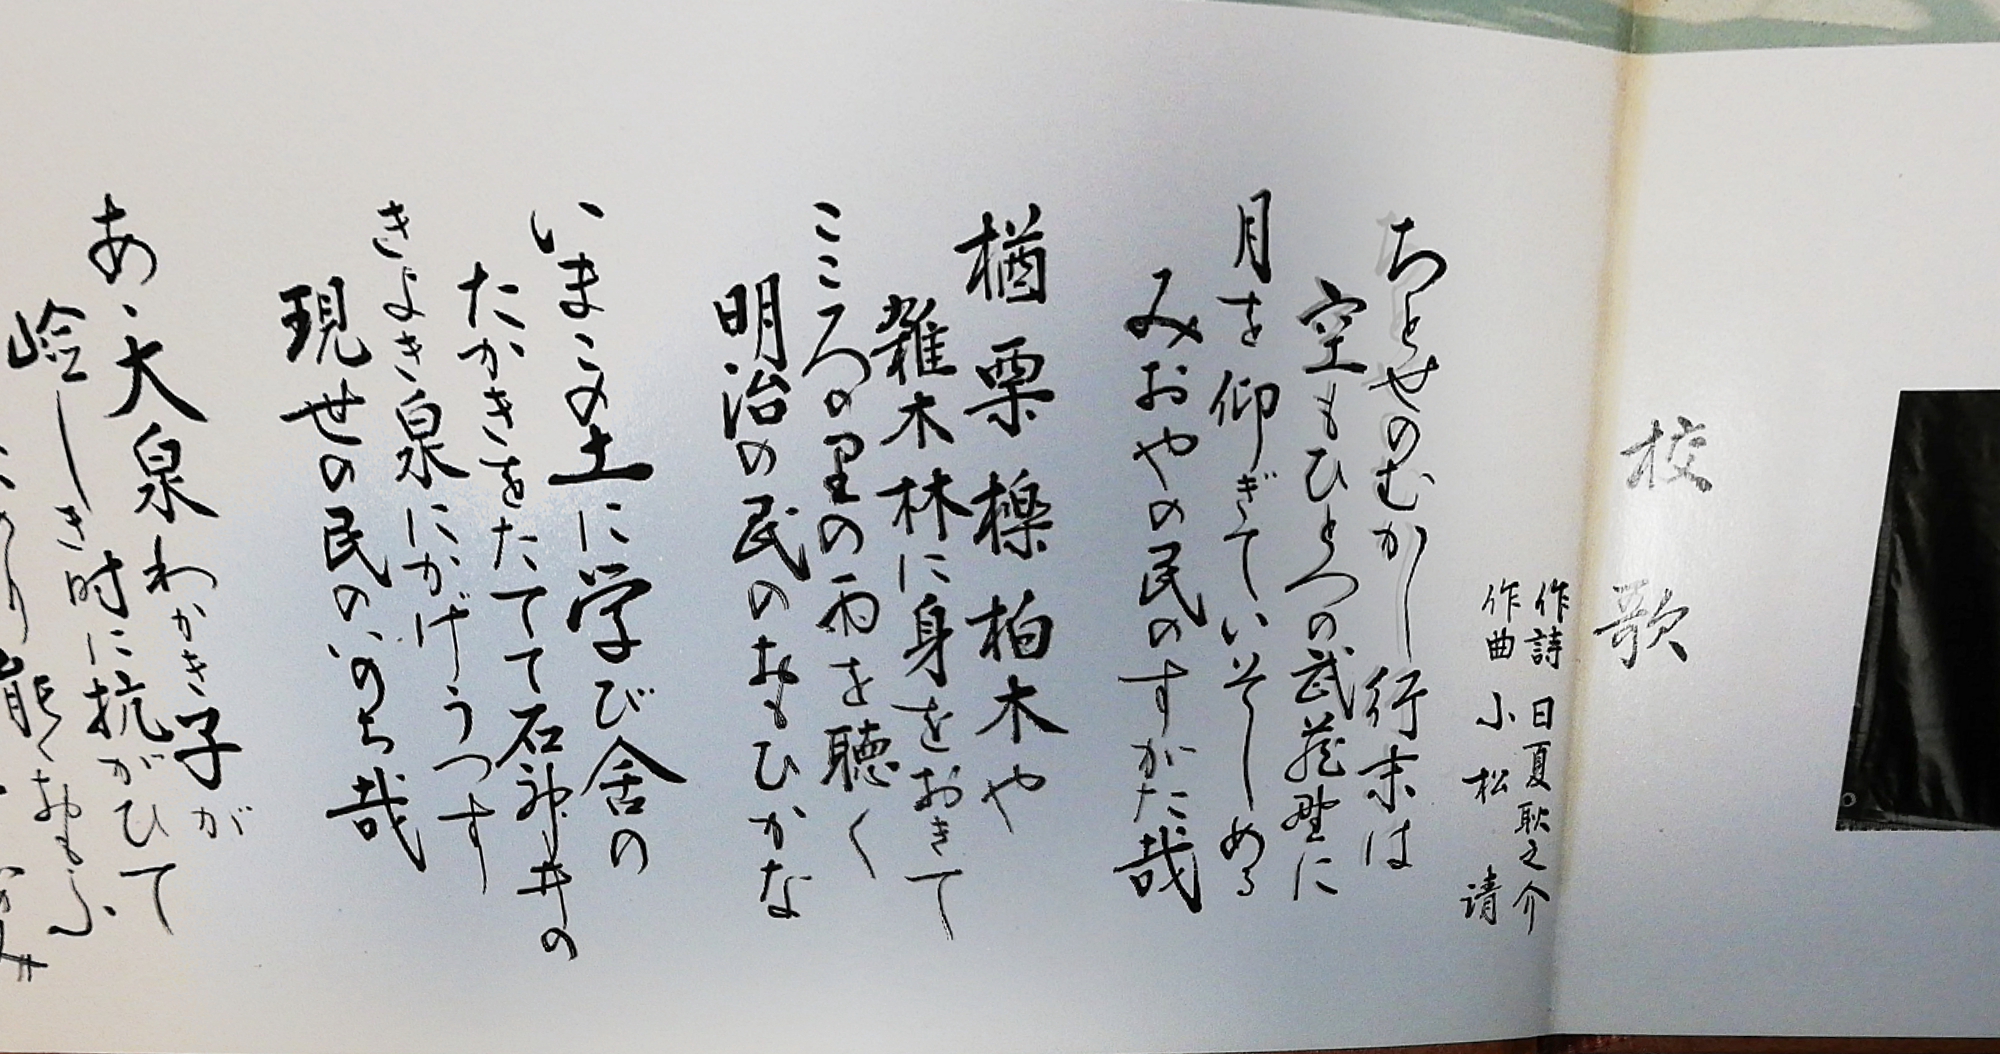 校歌
作詩 日夏耿之介
作曲 小松 清
ちとせのむかし行末は
空もひとつの武蔵野に
月を仰ぎていそしめる
みおやの民のすがた哉
楢栗櫟柏木や
雑木林に身をおきて
こころの里の雨を聴く
明治の民のおもひかな
いまこの土に学び舎の
たかきをたてて石神井の
きよき泉にかげうつす
現世の民のいのち哉
あゝ大泉わかき子が
嶮しき時に抗がひて